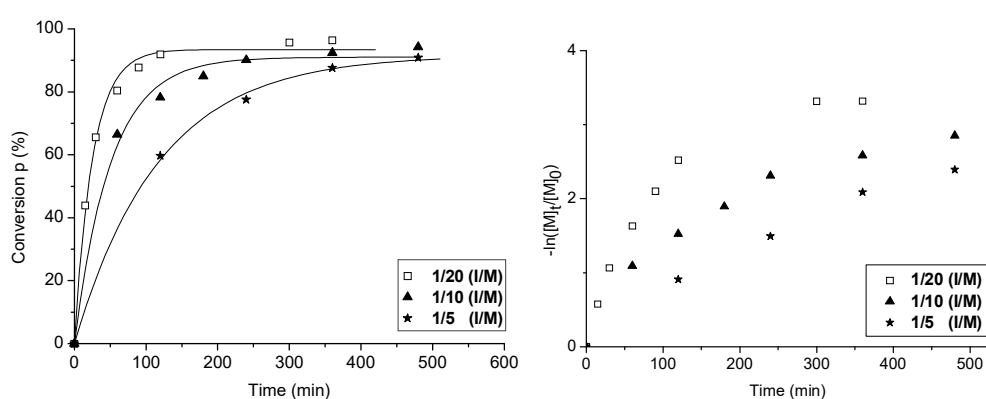 100
80
60
40
20
0
Conversion p (%)
0 100 200 300 400 500 600
Time (min)
1/20 (I/M)
1/10 (I/M)
1/5 (I/M)
4
2
0
-ln([M]t/[M]0)
0 100 200 300 400 500
Time (min)
1/20 (I/M)
1/10 (I/M)
1/5 (I/M)